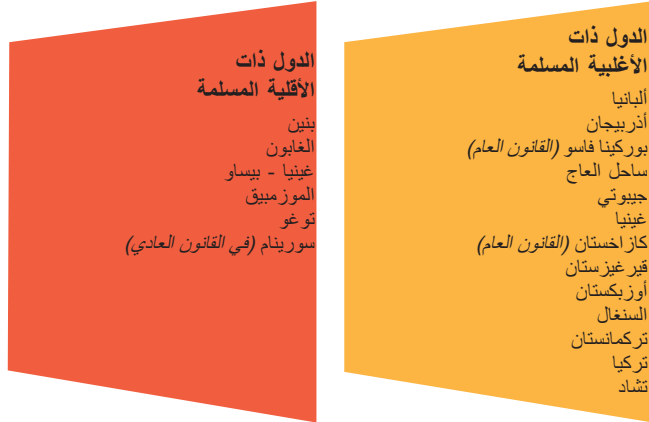 الدول ذات
الأغلبية المسلمة
ألبانيا
أذربيجان
بوركينا فاسو (القانون العام)
ساحل العاج
جيبوتي
غينيا
كازاخستان (القانون العام)
قيرغيزستان
أوزبكستان
السنغال
تركمانستان
تركيا
تشاد
الدول ذات
الأقلية المسلمة
بنين
الغابون
غينيا - بيساو
الموزمبيق
توغو
سورينام (في القانون العادي)